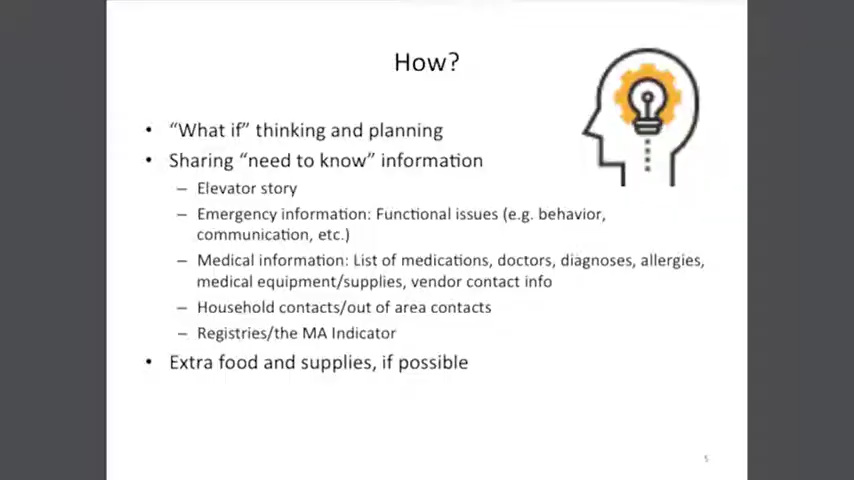 How?
• “What if” thinking and planning
• Sharing “need to know” information
– Elevator story
– Emergency information: Functional issues (e.g. behavior,
communication, etc.)
– Medical information: List of medications, doctors, diagnoses, allergies,
medical equipment/supplies, vendor contact info
– Household contacts/out of area contacts
– Registries/the MA Indicator
• Extra food and supplies, if possible
5